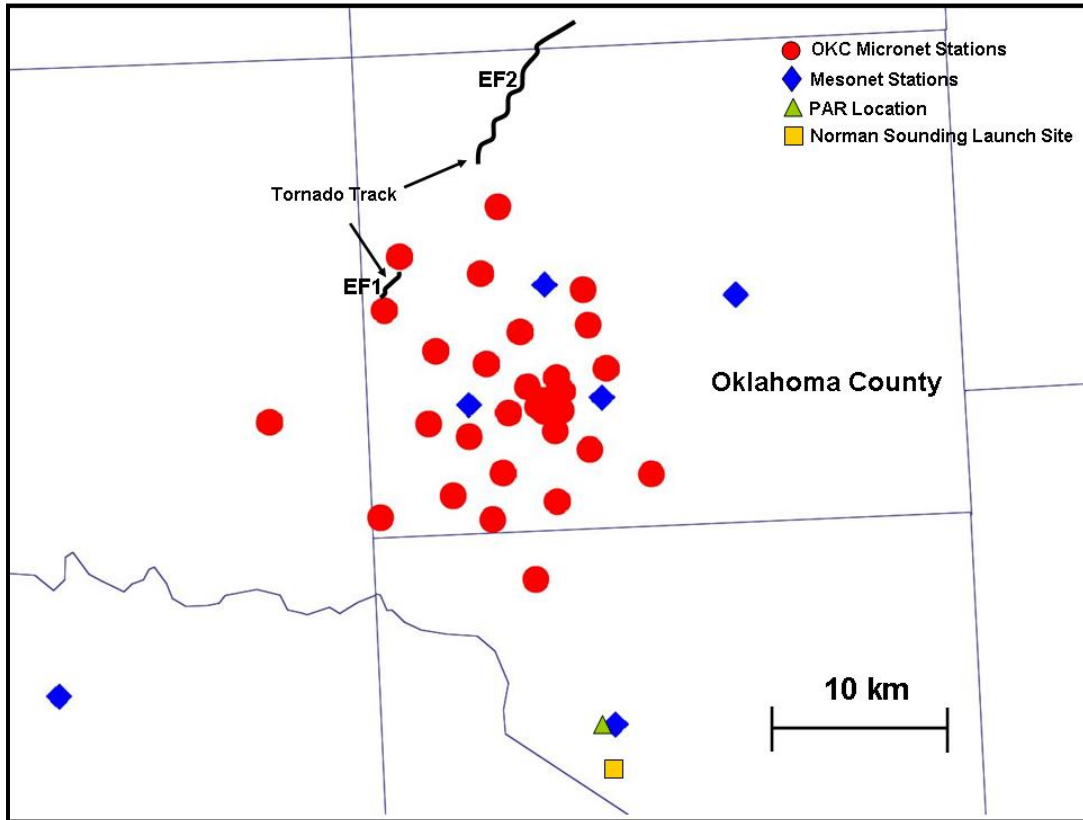 OKC Micronet Stations
Mesonet Stations
PAR Location
Norman Sounding Launch Site
EF2
Tornado Track
EF1
Oklahoma County
10 km